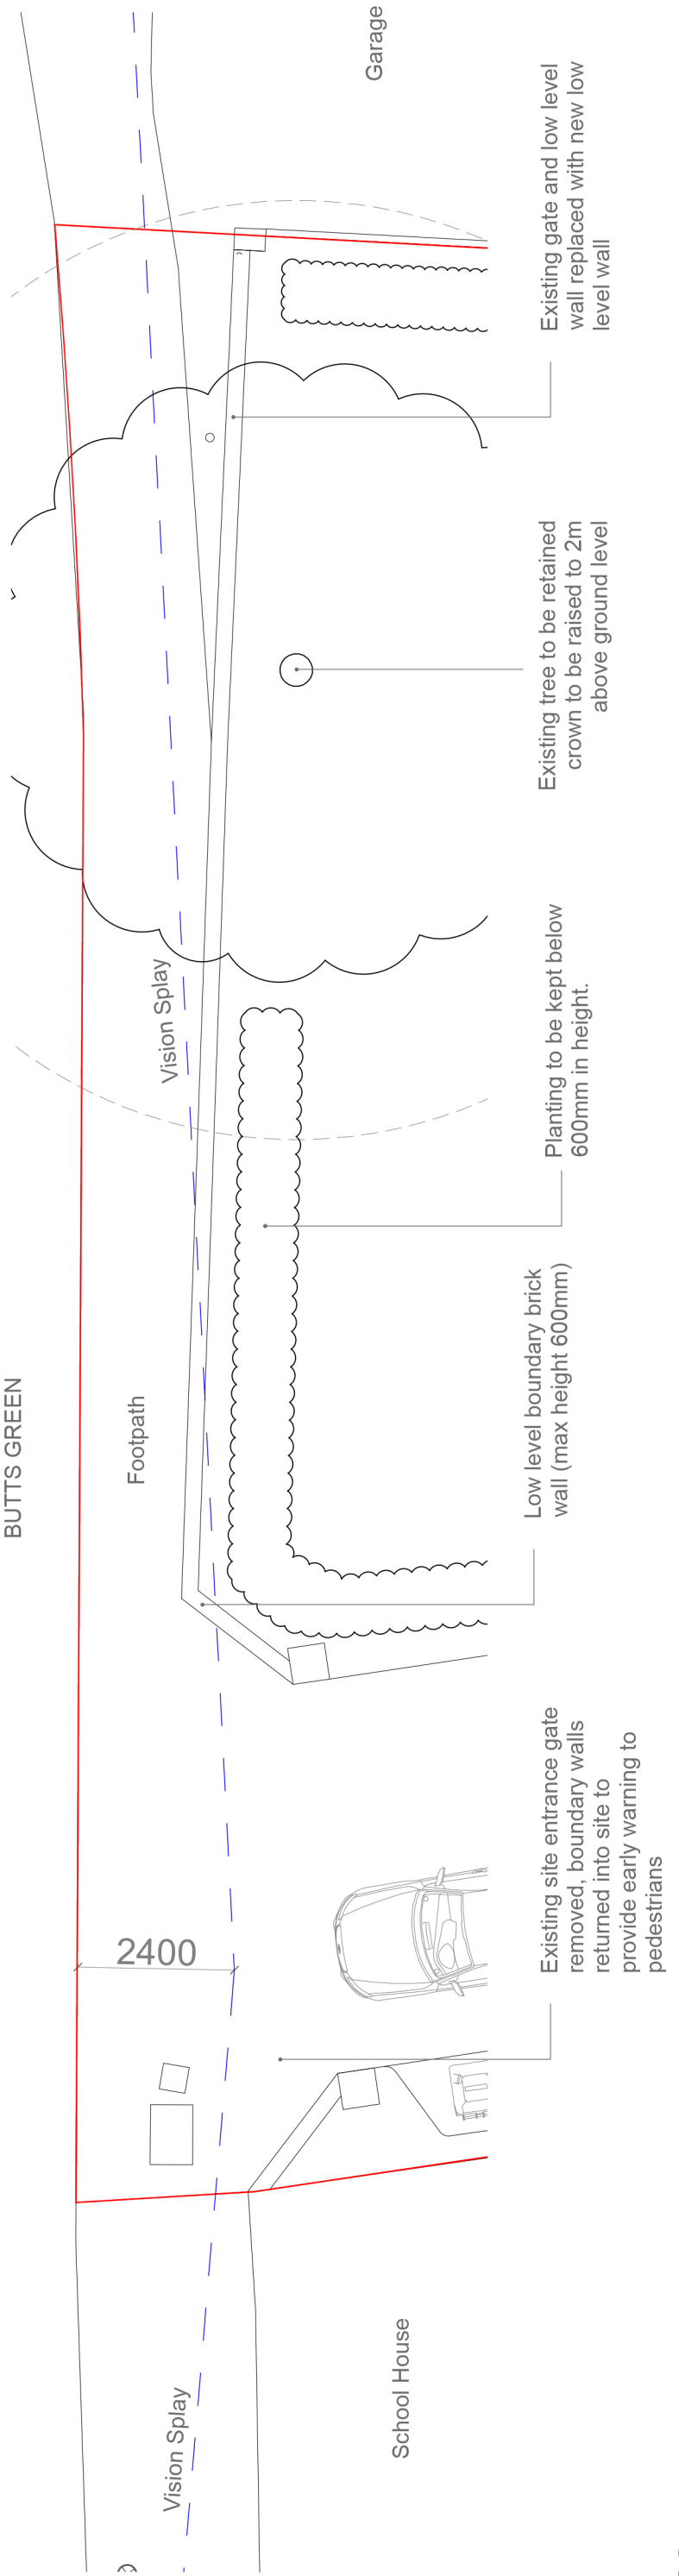 BUTTS GREEN
Footpath
Vision Splay
Vision Splay
2400
School House
Garage
Existing site entrance gate
removed, boundary walls
returned into site to
provide early warning to
pedestrians
Low level boundary brick
wall (max height 600mm)
Planting to be kept below
600mm in height.
Existing tree to be retained
crown to be raised to 2m
above ground level
Existing gate and low level
wall replaced with new low
level wall